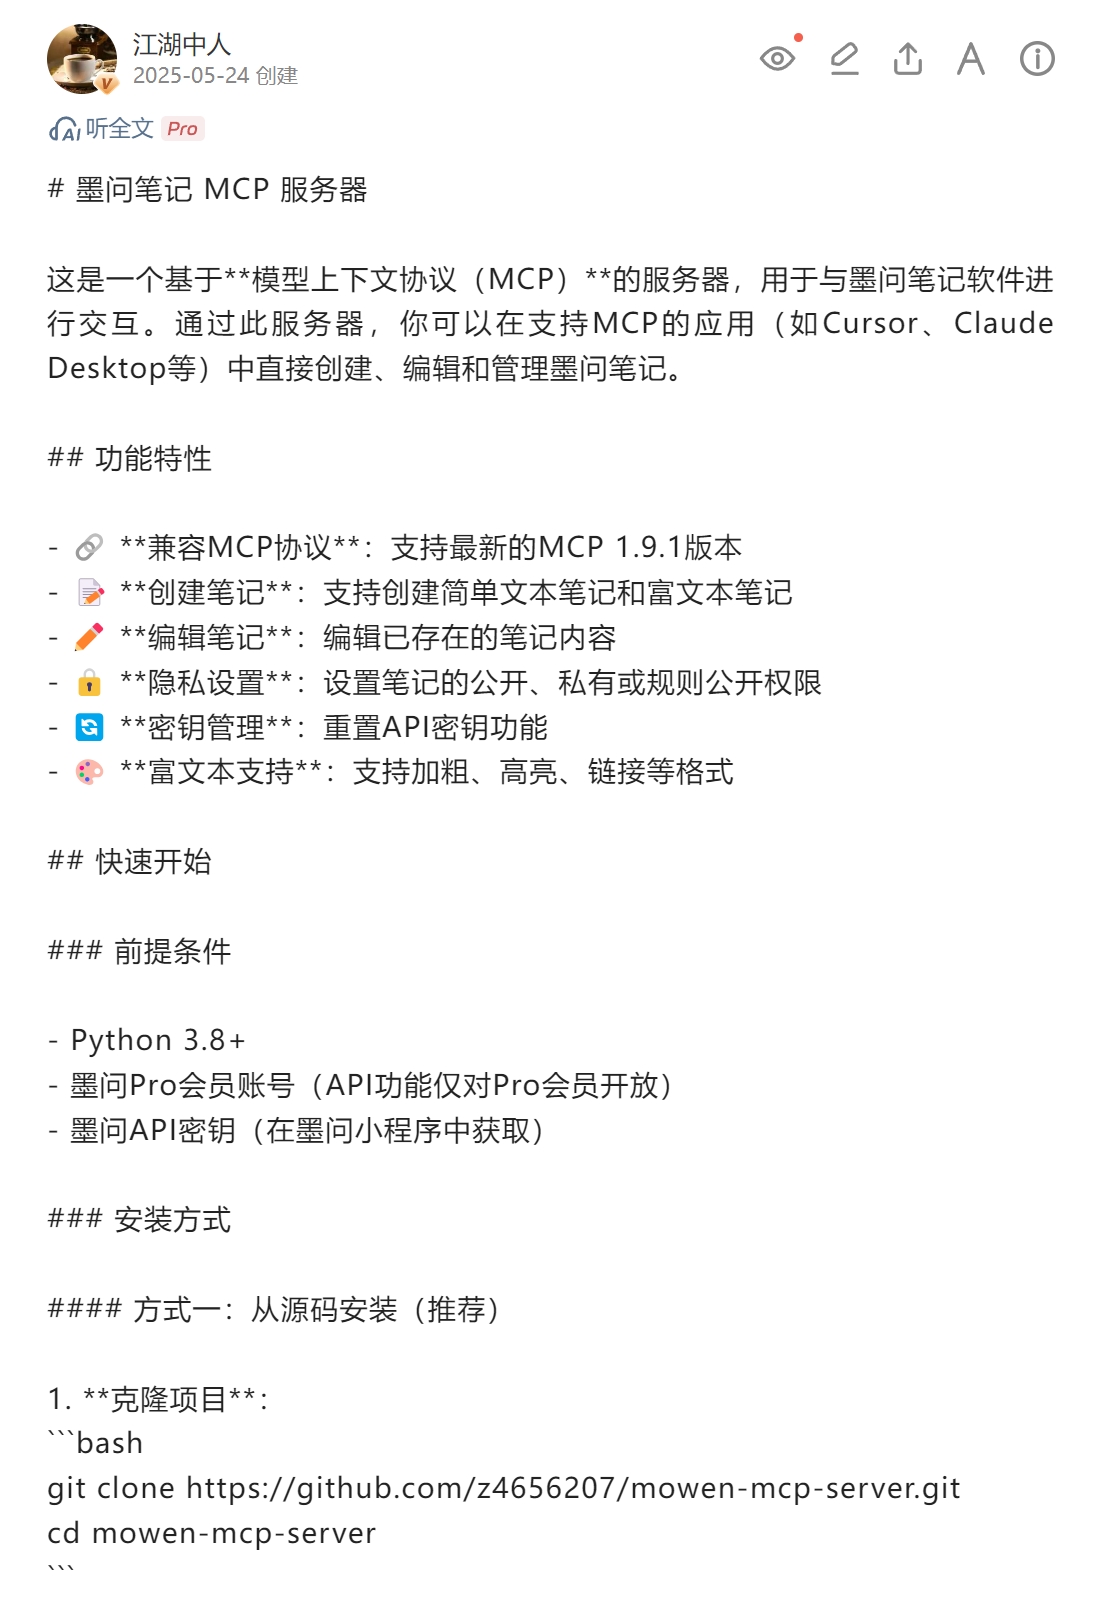 江湖中人
2025-05-24 创建
AI 听全文 Pro
# 墨问笔记 MCP 服务器
这是一个基于**模型上下文协议（MCP）**的服务器，用于与墨问笔记软件进
行交互。通过此服务器，你可以在支持MCP的应用（如Cursor、Claude
Desktop等）中直接创建、编辑和管理墨问笔记。
## 功能特性
- 🔗 **兼容MCP协议**：支持最新的MCP 1.9.1版本
- 📝 **创建笔记**：支持创建简单文本笔记和富文本笔记
- ✏️ **编辑笔记**：编辑已存在的笔记内容
- 🔒 **隐私设置**：设置笔记的公开、私有或规则公开权限
- 🔄 **密钥管理**：重置API密钥功能
- 🎨 **富文本支持**：支持加粗、高亮、链接等格式
## 快速开始
### 前提条件
- Python 3.8+
- 墨问Pro会员账号（API功能仅对Pro会员开放）
- 墨问API密钥（在墨问小程序中获取）
### 安装方式
#### 方式一：从源码安装（推荐）
1. **克隆项目**：
```bash
git clone https://github.com/z4656207/mowen-mcp-server.git
cd mowen-mcp-server
```